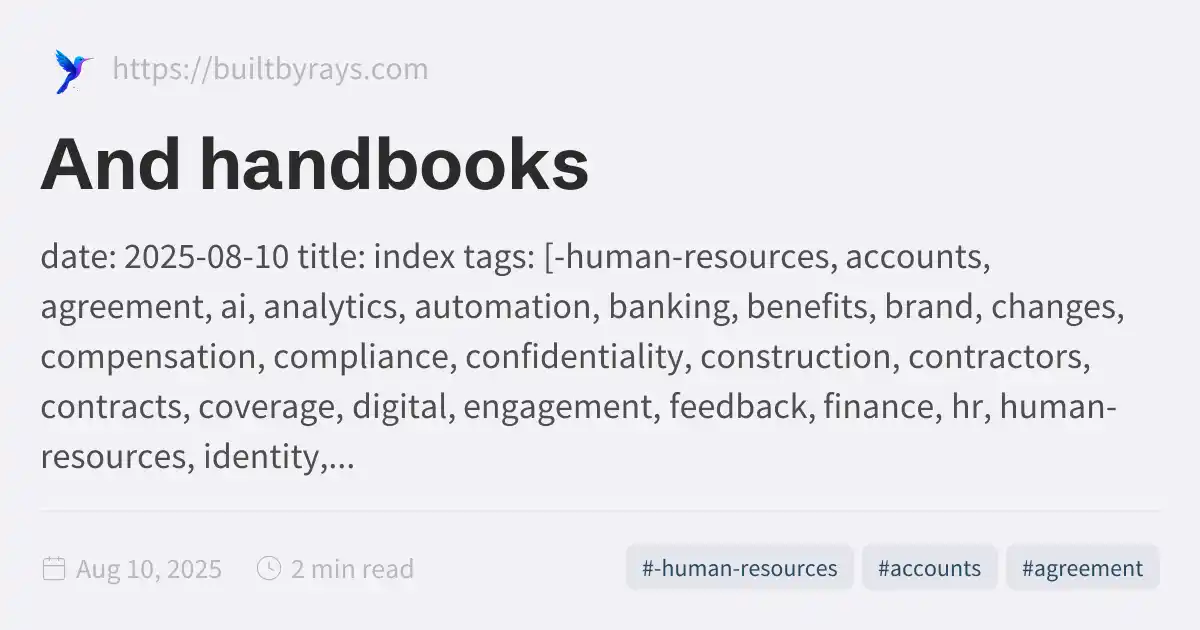 https://builtbyrays.com
And handbooks
date: 2025-08-10 title: index tags: [-human-resources, accounts,
agreement, ai, analytics, automation, banking, benefits, brand, changes,
compensation, compliance, confidentiality, construction, contractors,
contracts, coverage, digital, engagement, feedback, finance, hr, human-
resources, identity,...
Aug 10, 2025
2 min read
#-human-resources
#accounts
#agreement